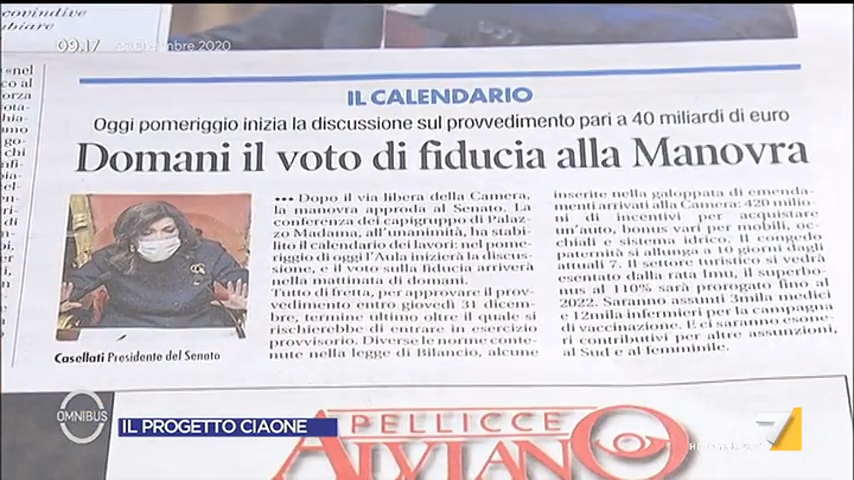 covindive
biare
09.17
Dicembre 2020
«nel
IL CALENDARIO
Oggi pomeriggio inizia la discussione sul provvedimento pari a 40 miliardi di euro
Domani il voto di fiducia alla Manovra
••• Dopo il via libera della Camera,
la manovra approda al Senato. La
conferenza dei capigruppo di Palaz-
zo Madama, all'unanimità, ha stabi-
lito il calendario dei lavori: nel po-
meriggio di oggi l'Aula inizierà la discus-
sione, e il voto sulla fiducia arriverà
nella mattinata di domani.
Tutto di fretta, per approvare il prov-
vedimento entro giovedì 31 dicem-
bre, termine ultimo oltre il quale si
rischierebbe di entrare in esercizio
provvisorio. Diverse le norme conte-
nute nella legge di Bilancio, alcune
inserite nella galoppata di emenda-
menti arrivati alla Camera: 420 milio-
ni di incentivi per acquistare
un'auto, bonus vari per mobili, oc-
chiali e sistema idrico. Il congedo
paternità si allunga a 10 giorni dagli
attuali 7. Il settore turistico si vedrà
esentato dalla rata Imu, il superbo-
nus al 110% sarà prorogato fino al
2022. Saranno assunti 3mila medici
e 12mila infermieri per la campagna
di vaccinazione. E ci saranno esone-
ri contributivi per altre assunzioni,
al Sud e al femminile.
Casellati Presidente del Senato
OMNIBUS
IL PROGETTO CIAONE
PELLICCE
ALVIANO
7